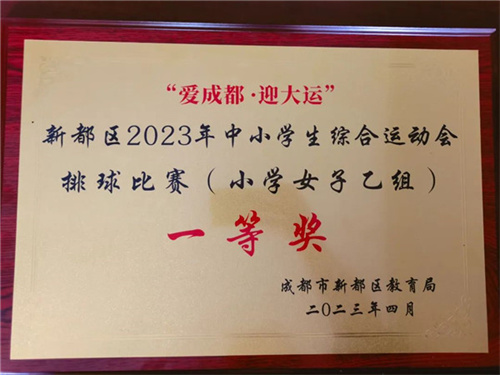 “爱成都·迎大运”
新都区2023年中小学生综合运动会
排球比赛（小学女子乙组）
一等奖
成都市新都区教育局
二〇二三年四月